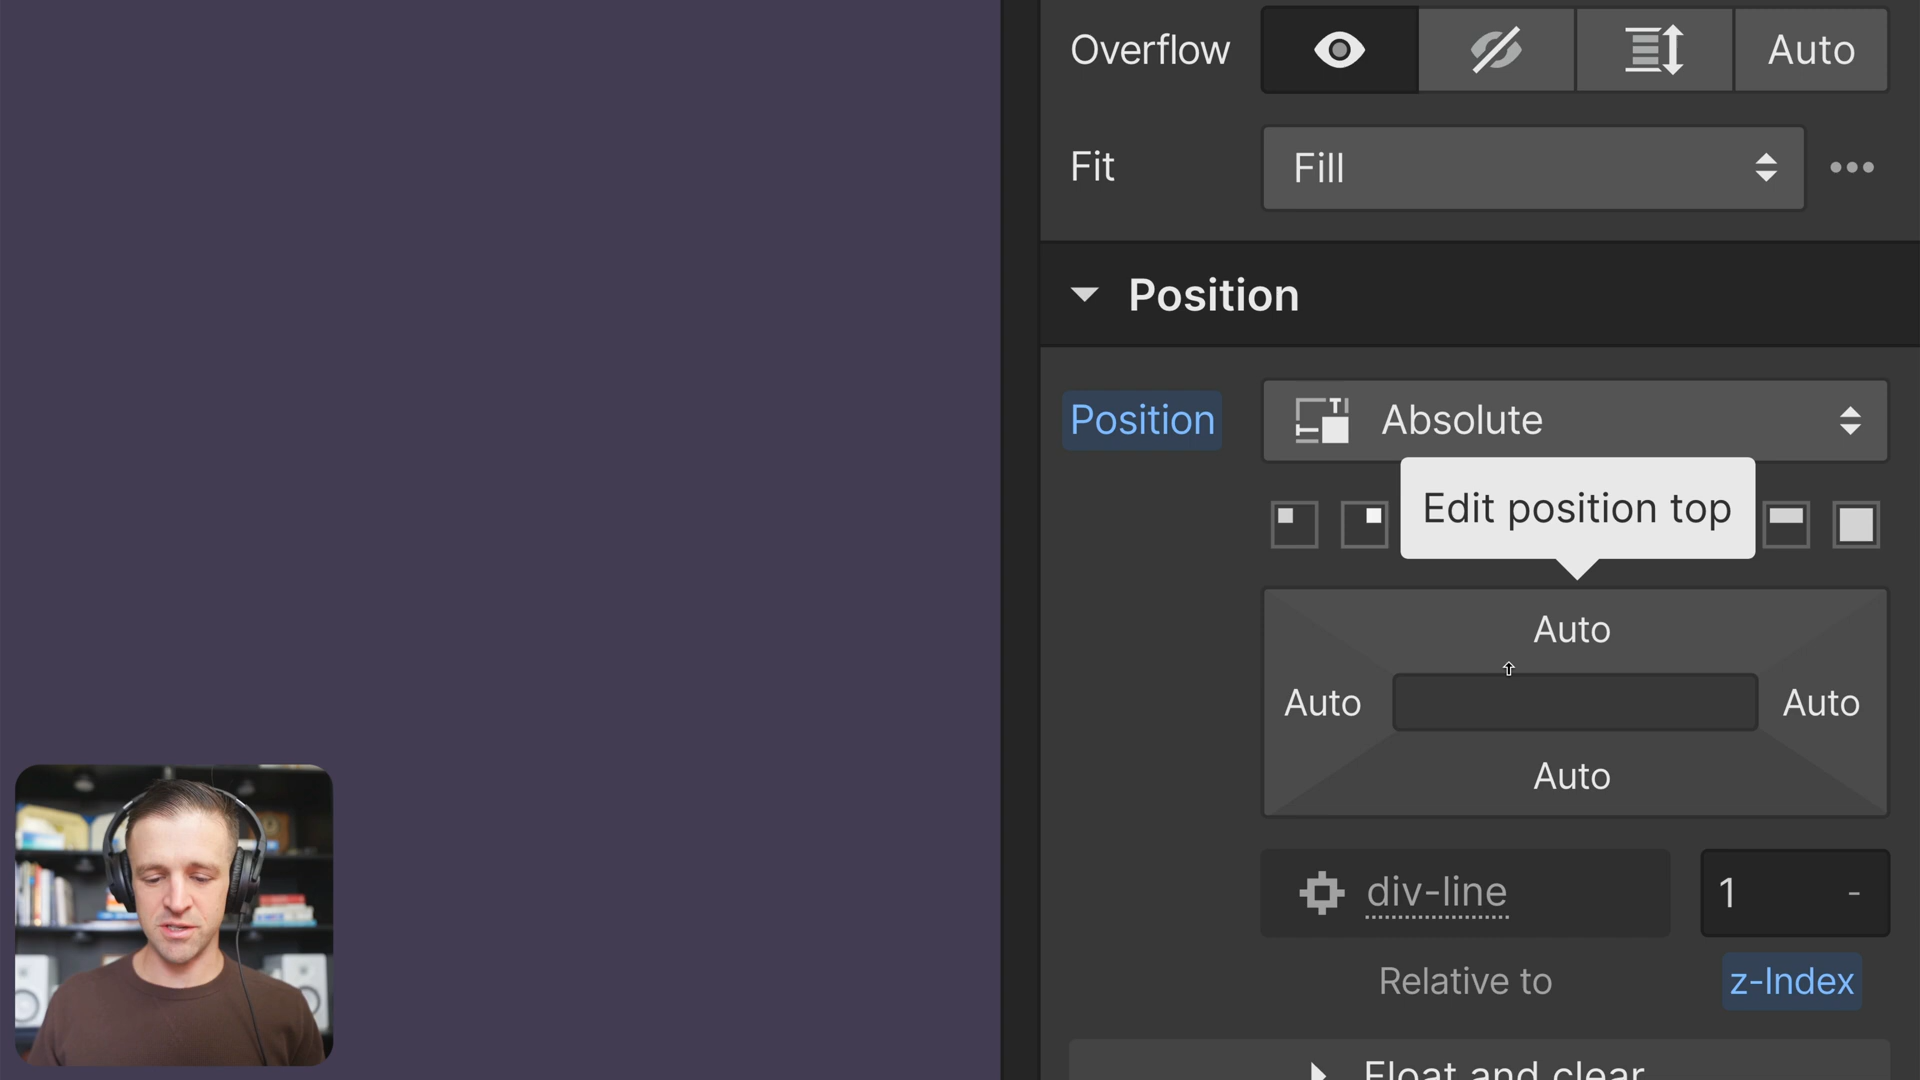 Overflow
Auto
Fit
Fill
Position
Position
Absolute
Edit position top
Auto
Auto
Auto
Auto
div-line
1
-
Relative to
z-Index
Float and clear